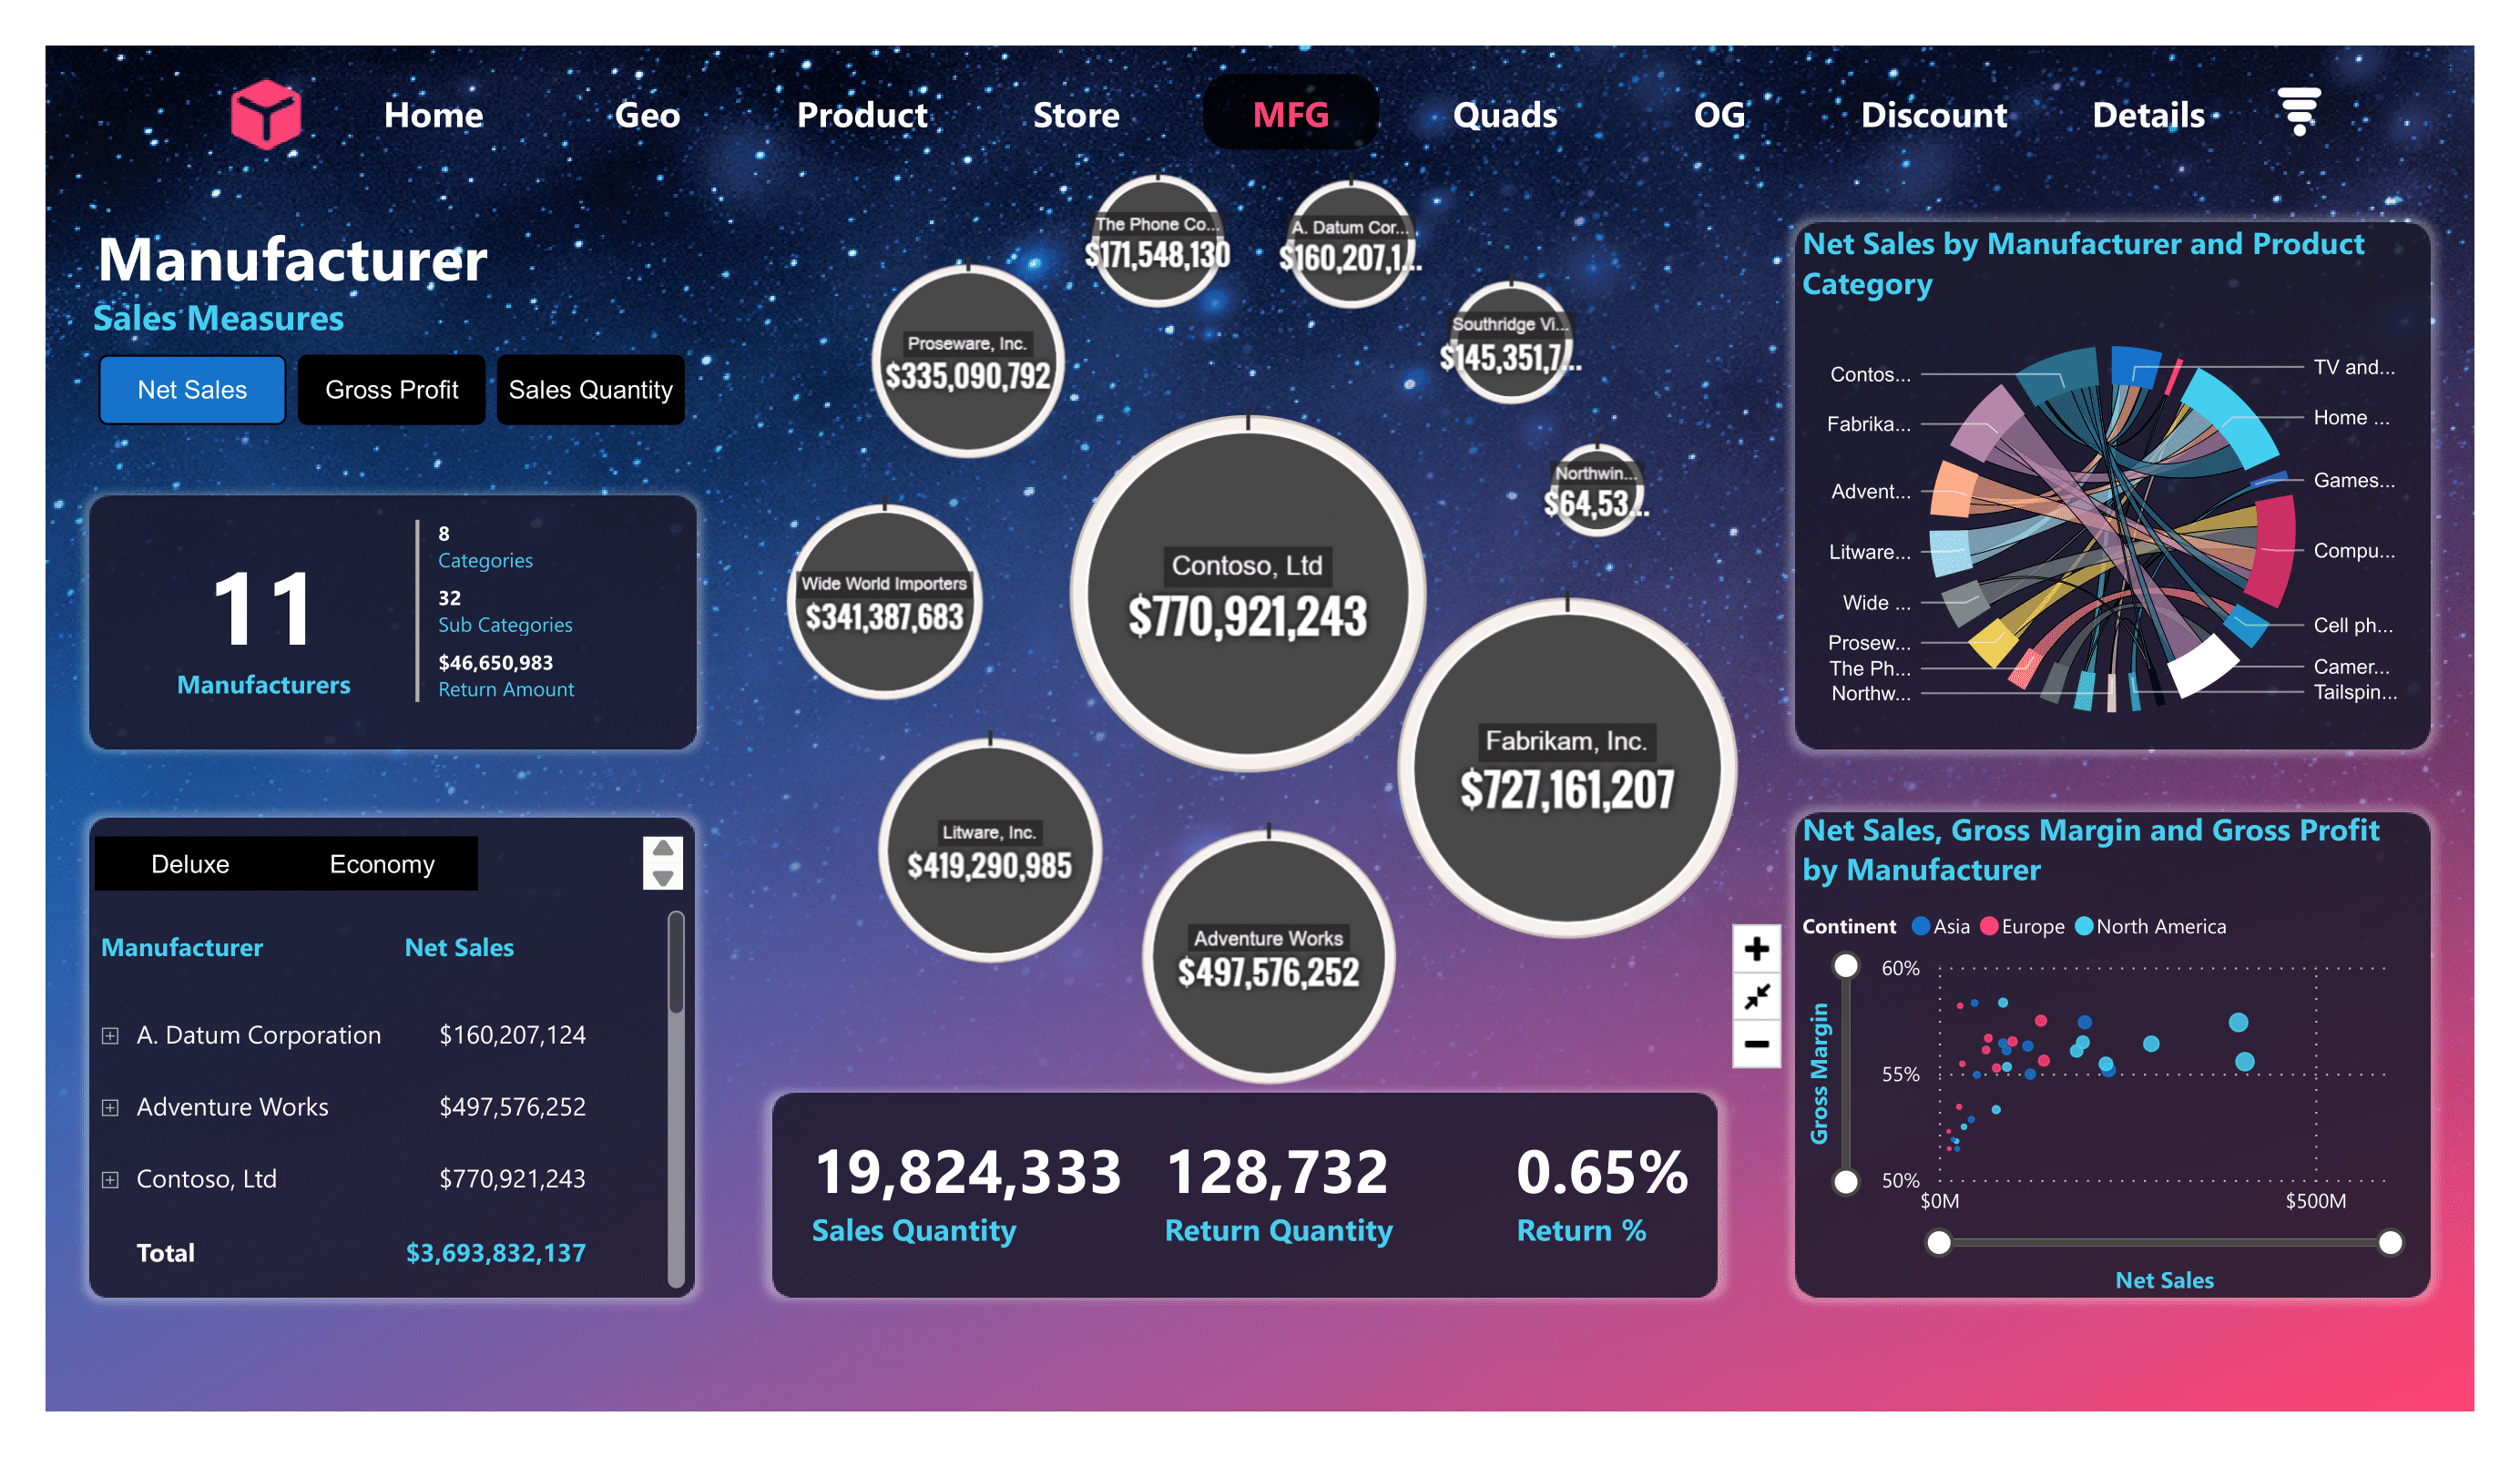 Home
Geo
Product
Store
MFG
Quads
OG
Discount
Details
Manufacturer
Sales Measures
Net Sales
Gross Profit
Sales Quantity
11
Manufacturers
8
Categories
32
Sub Categories
$46,650,983
Return Amount
Deluxe
Economy
Manufacturer Net Sales
A. Datum Corporation $160,207,124
Adventure Works $497,576,252
Contoso, Ltd $770,921,243
Total $3,693,832,137
The Phone Co...
$171,548,130
A. Datum Cor...
$160,207,1...
Proseware, Inc.
$335,090,792
Southridge Vi...
$145,351,7...
Northwin...
$64,53...
Contoso, Ltd
$770,921,243
Wide World Importers
$341,387,683
Fabrikam, Inc.
$727,161,207
Litware, Inc.
$419,290,985
Adventure Works
$497,576,252
19,824,333
Sales Quantity
128,732
Return Quantity
0.65%
Return %
Net Sales by Manufacturer and Product
Category
Contos...
Fabrika...
Advent...
Litware...
Wide ...
Prosew...
The Ph...
Northw...
TV and...
Home ...
Games...
Compu...
Cell ph...
Camer...
Tailspin...
Net Sales, Gross Margin and Gross Profit
by Manufacturer
Continent Asia Europe North America
Gross Margin
60%
55%
50%
$0M
$500M
Net Sales